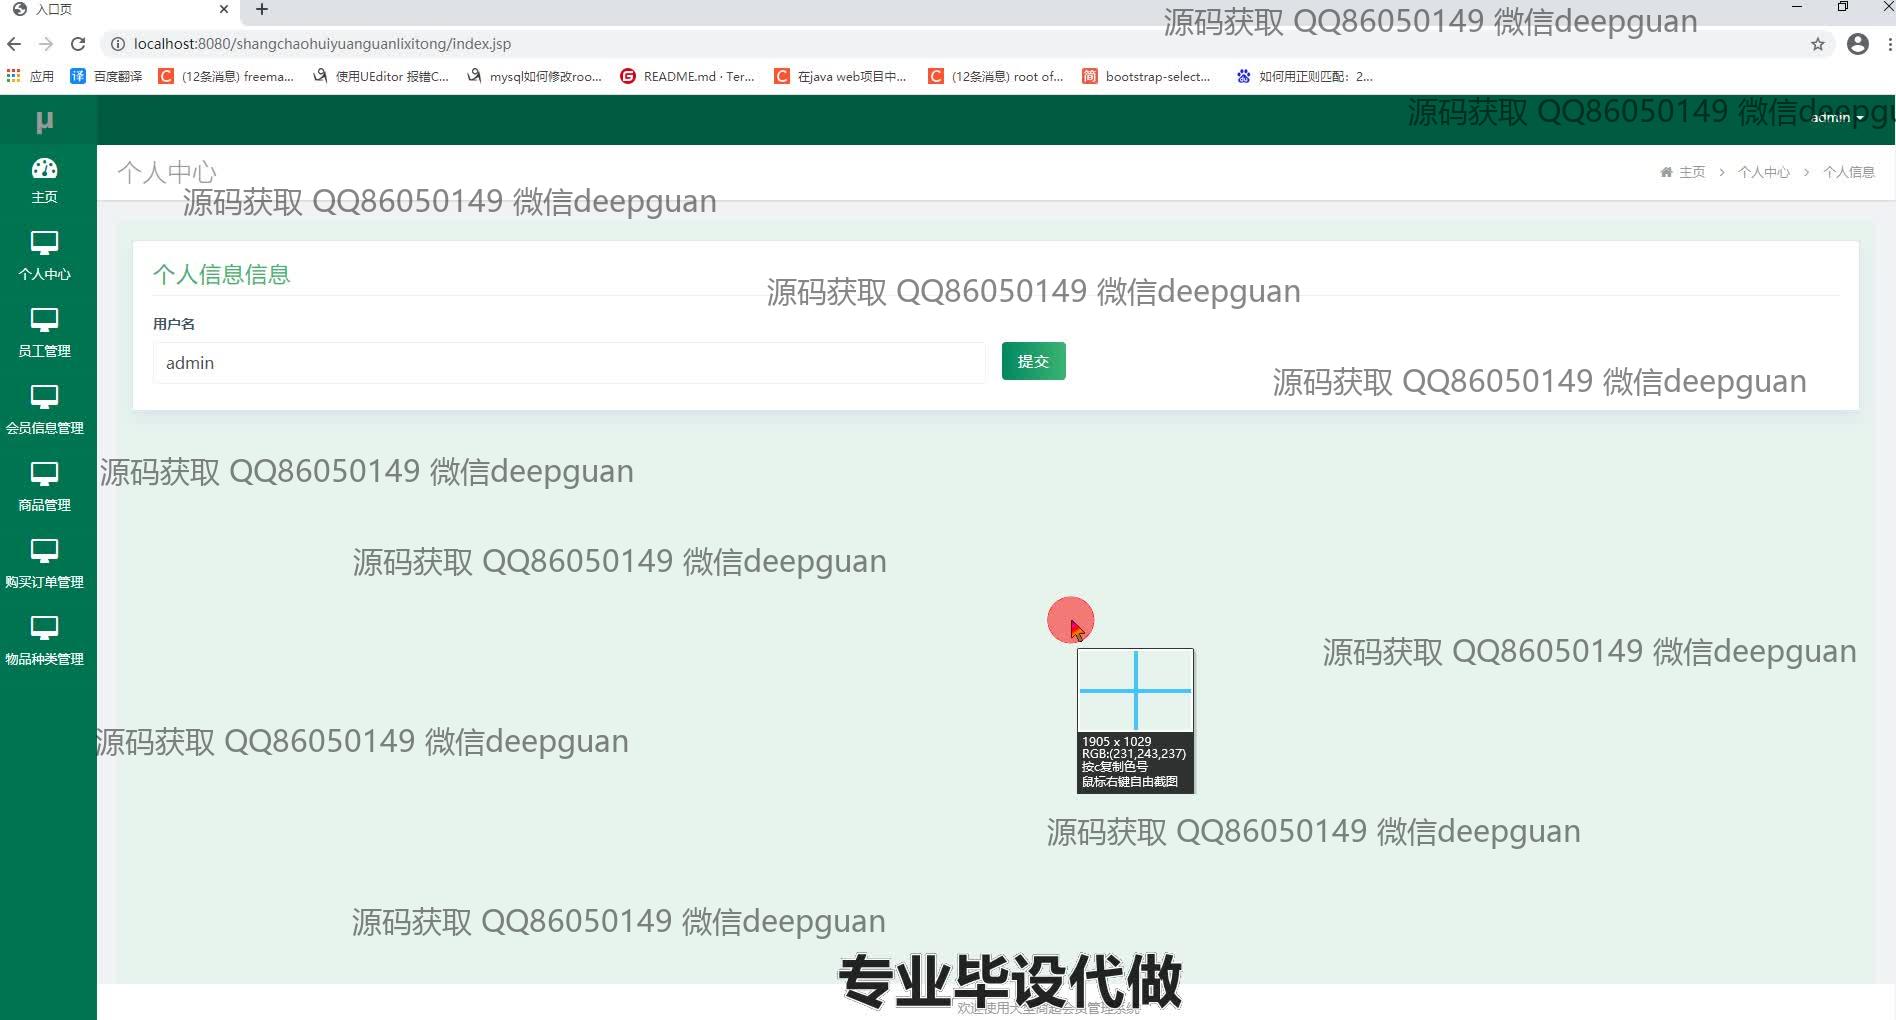 入口页
源码获取 QQ86050149 微信deepguan
localhost:8080/shangchaohuiyuanguanlixitong/index.jsp
应用 百度翻译 (12条消息) freema... 使用UEditor 报错C... mysql如何修改roo... README.md · Ter... 在java web项目中... (12条消息) root of... bootstrap-select... 如何用正则匹配：2...
源码获取 QQ86050149 微信deepgu
μ
admin
主页
个人中心
员工管理
会员信息管理
商品管理
购买订单管理
物品种类管理
个人中心
主页 > 个人中心 > 个人信息
源码获取 QQ86050149 微信deepguan
个人信息信息
源码获取 QQ86050149 微信deepguan
用户名
admin
提交
源码获取 QQ86050149 微信deepguan
源码获取 QQ86050149 微信deepguan
源码获取 QQ86050149 微信deepguan
源码获取 QQ86050149 微信deepguan
1905 x 1029
RGB:(231,243,237)
按c复制色号
鼠标右键自由截图
源码获取 QQ86050149 微信deepguan
源码获取 QQ86050149 微信deepguan
源码获取 QQ86050149 微信deepguan
专业毕设代做
欢迎使用大型商超会员管理系统